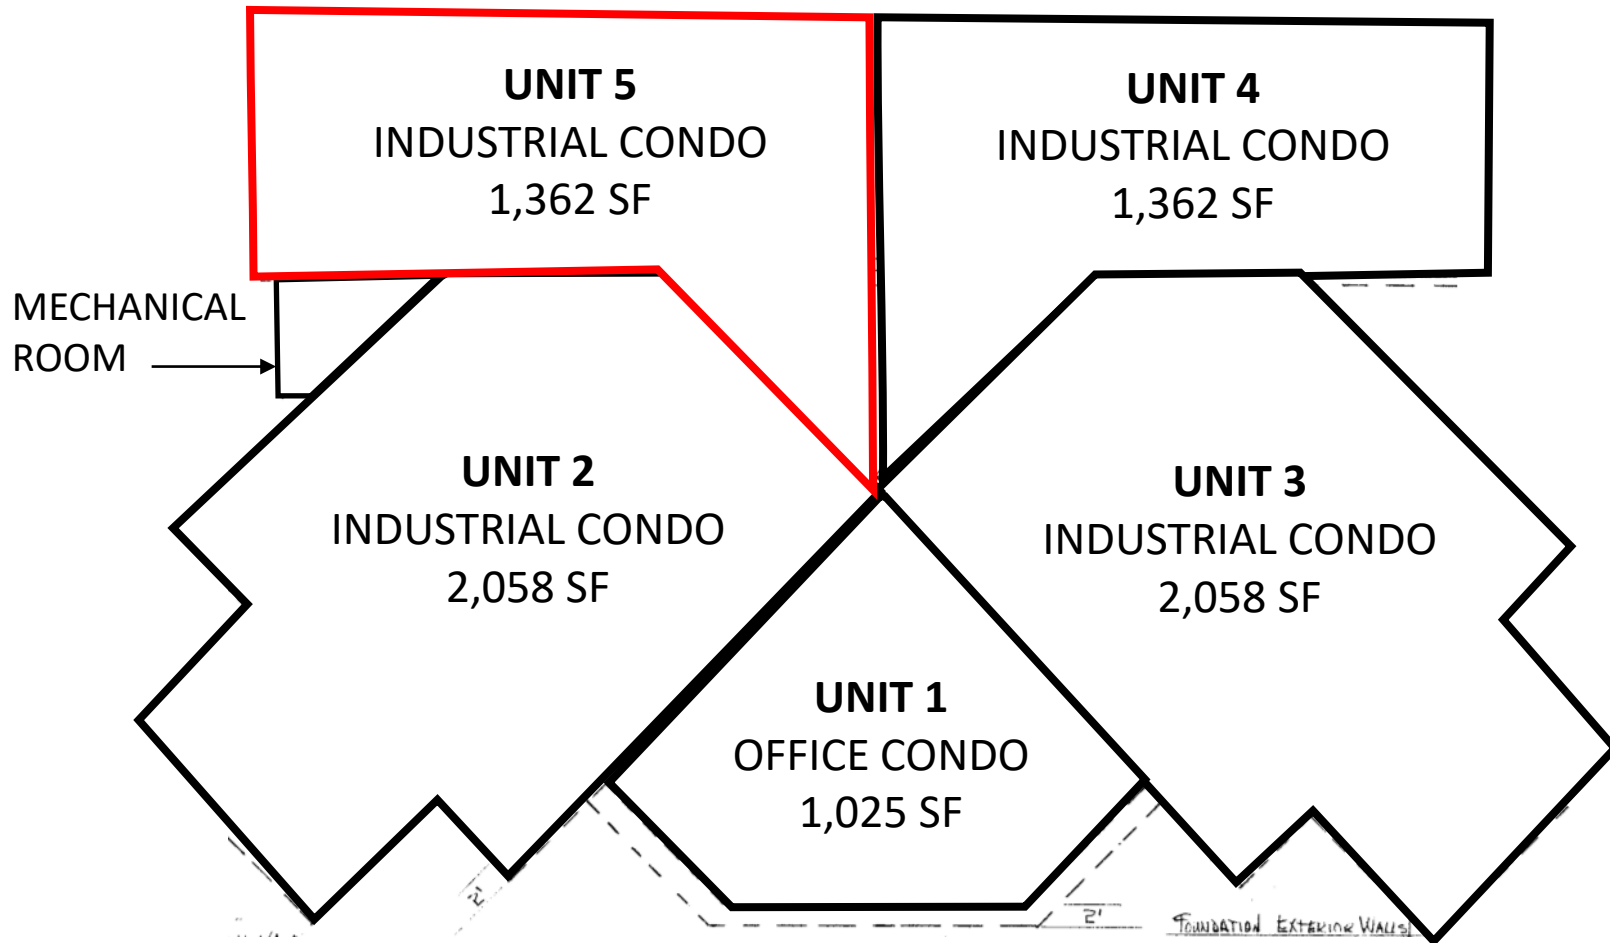 UNIT 5
INDUSTRIAL CONDO
1,362 SF
UNIT 4
INDUSTRIAL CONDO
1,362 SF
MECHANICAL
ROOM
UNIT 2
INDUSTRIAL CONDO
2,058 SF
UNIT 3
INDUSTRIAL CONDO
2,058 SF
UNIT 1
OFFICE CONDO
1,025 SF
2'
2'
FOUNDATION EXTERIOR WALLS